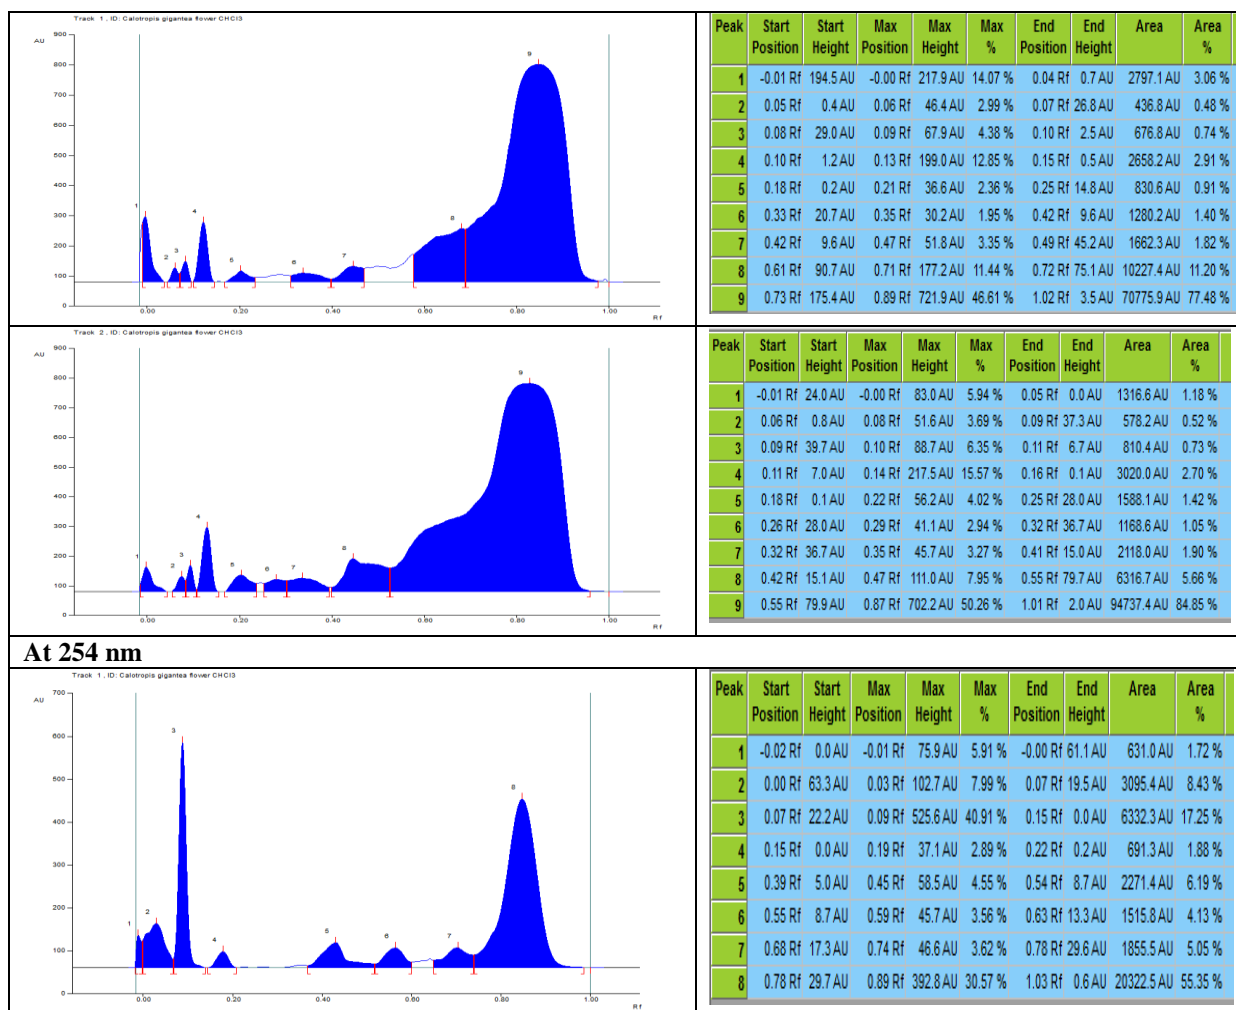 Track 1 , ID: Calotropis gigantea flower CHCl3
AU
900
800
700
600
500
400
300
200
100
0
1 2 3 4 5 6 7 8 9
0.00 0.20 0.40 0.60 0.80 1.00
Rf
Peak Start Position Start Height Max Position Max Height Max % End Position End Height Area Area %
1 -0.01 Rf 194.5 AU -0.00 Rf 217.9 AU 14.07 % 0.04 Rf 0.7 AU 2797.1 AU 3.06 %
2 0.05 Rf 0.4 AU 0.06 Rf 46.4 AU 2.99 % 0.07 Rf 26.8 AU 436.8 AU 0.48 %
3 0.08 Rf 29.0 AU 0.09 Rf 67.9 AU 4.38 % 0.10 Rf 2.5 AU 676.8 AU 0.74 %
4 0.10 Rf 1.2 AU 0.13 Rf 199.0 AU 12.85 % 0.15 Rf 0.5 AU 2658.2 AU 2.91 %
5 0.18 Rf 0.2 AU 0.21 Rf 36.6 AU 2.36 % 0.25 Rf 14.8 AU 830.6 AU 0.91 %
6 0.33 Rf 20.7 AU 0.35 Rf 30.2 AU 1.95 % 0.42 Rf 9.6 AU 1280.2 AU 1.40 %
7 0.42 Rf 9.6 AU 0.47 Rf 51.8 AU 3.35 % 0.49 Rf 45.2 AU 1662.3 AU 1.82 %
8 0.61 Rf 90.7 AU 0.71 Rf 177.2 AU 11.44 % 0.72 Rf 75.1 AU 10227.4 AU 11.20 %
9 0.73 Rf 175.4 AU 0.89 Rf 721.9 AU 46.61 % 1.02 Rf 3.5 AU 70775.9 AU 77.48 %
Track 2 , ID: Calotropis gigantea flower CHCl3
AU
900
800
700
600
500
400
300
200
100
0
1 2 3 4 5 6 7 8 9
0.00 0.20 0.40 0.60 0.80 1.00
Rf
Peak Start Position Start Height Max Position Max Height Max % End Position End Height Area Area %
1 -0.01 Rf 24.0 AU -0.00 Rf 83.0 AU 5.94 % 0.05 Rf 0.0 AU 1316.6 AU 1.18 %
2 0.06 Rf 0.8 AU 0.08 Rf 51.6 AU 3.69 % 0.09 Rf 37.3 AU 578.2 AU 0.52 %
3 0.09 Rf 39.7 AU 0.10 Rf 88.7 AU 6.35 % 0.11 Rf 6.7 AU 810.4 AU 0.73 %
4 0.11 Rf 7.0 AU 0.14 Rf 217.5 AU 15.57 % 0.16 Rf 0.1 AU 3020.0 AU 2.70 %
5 0.18 Rf 0.1 AU 0.22 Rf 56.2 AU 4.02 % 0.25 Rf 28.0 AU 1588.1 AU 1.42 %
6 0.26 Rf 28.0 AU 0.29 Rf 41.1 AU 2.94 % 0.32 Rf 36.7 AU 1168.6 AU 1.05 %
7 0.32 Rf 36.7 AU 0.35 Rf 45.7 AU 3.27 % 0.41 Rf 15.0 AU 2118.0 AU 1.90 %
8 0.42 Rf 15.1 AU 0.47 Rf 111.0 AU 7.95 % 0.55 Rf 79.7 AU 6316.7 AU 5.66 %
9 0.55 Rf 79.9 AU 0.87 Rf 702.2 AU 50.26 % 1.01 Rf 2.0 AU 94737.4 AU 84.85 %
At 254 nm
Track 1 , ID: Calotropis gigantea flower CHCl3
AU
700
600
500
400
300
200
100
0
1 2 3 4 5 6 7 8
0.00 0.20 0.40 0.60 0.80 1.00
Rf
Peak Start Position Start Height Max Position Max Height Max % End Position End Height Area Area %
1 -0.02 Rf 0.0 AU -0.01 Rf 75.9 AU 5.91 % -0.00 Rf 61.1 AU 631.0 AU 1.72 %
2 0.00 Rf 63.3 AU 0.03 Rf 102.7 AU 7.99 % 0.07 Rf 19.5 AU 3095.4 AU 8.43 %
3 0.07 Rf 22.2 AU 0.09 Rf 525.6 AU 40.91 % 0.15 Rf 0.0 AU 6332.3 AU 17.25 %
4 0.15 Rf 0.0 AU 0.19 Rf 37.1 AU 2.89 % 0.22 Rf 0.2 AU 691.3 AU 1.88 %
5 0.39 Rf 5.0 AU 0.45 Rf 58.5 AU 4.55 % 0.54 Rf 8.7 AU 2271.4 AU 6.19 %
6 0.55 Rf 8.7 AU 0.59 Rf 45.7 AU 3.56 % 0.63 Rf 13.3 AU 1515.8 AU 4.13 %
7 0.68 Rf 17.3 AU 0.74 Rf 46.6 AU 3.62 % 0.78 Rf 29.6 AU 1855.5 AU 5.05 %
8 0.78 Rf 29.7 AU 0.89 Rf 392.8 AU 30.57 % 1.03 Rf 0.6 AU 20322.5 AU 55.35 %